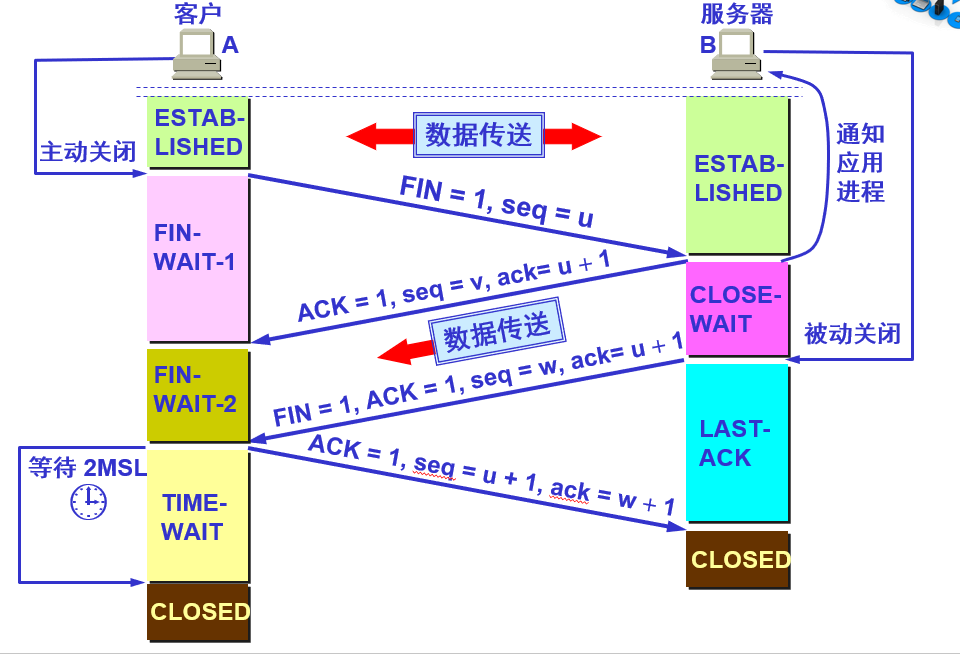 客户
服务器
A
B
ESTAB-
LISHED
数据传送
主动关闭
ESTAB-
LISHED
通知
应用
进程
FIN = 1, seq = u
FIN-
WAIT-1
ACK = 1, seq = v, ack= u + 1
CLOSE-
WAIT
数据传送
被动关闭
FIN-
WAIT-2
FIN = 1, ACK = 1, seq = w, ack= u + 1
ACK = 1, seq = u + 1, ack = w + 1
LAST-
ACK
等待 2MSL
TIME-
WAIT
CLOSED
CLOSED